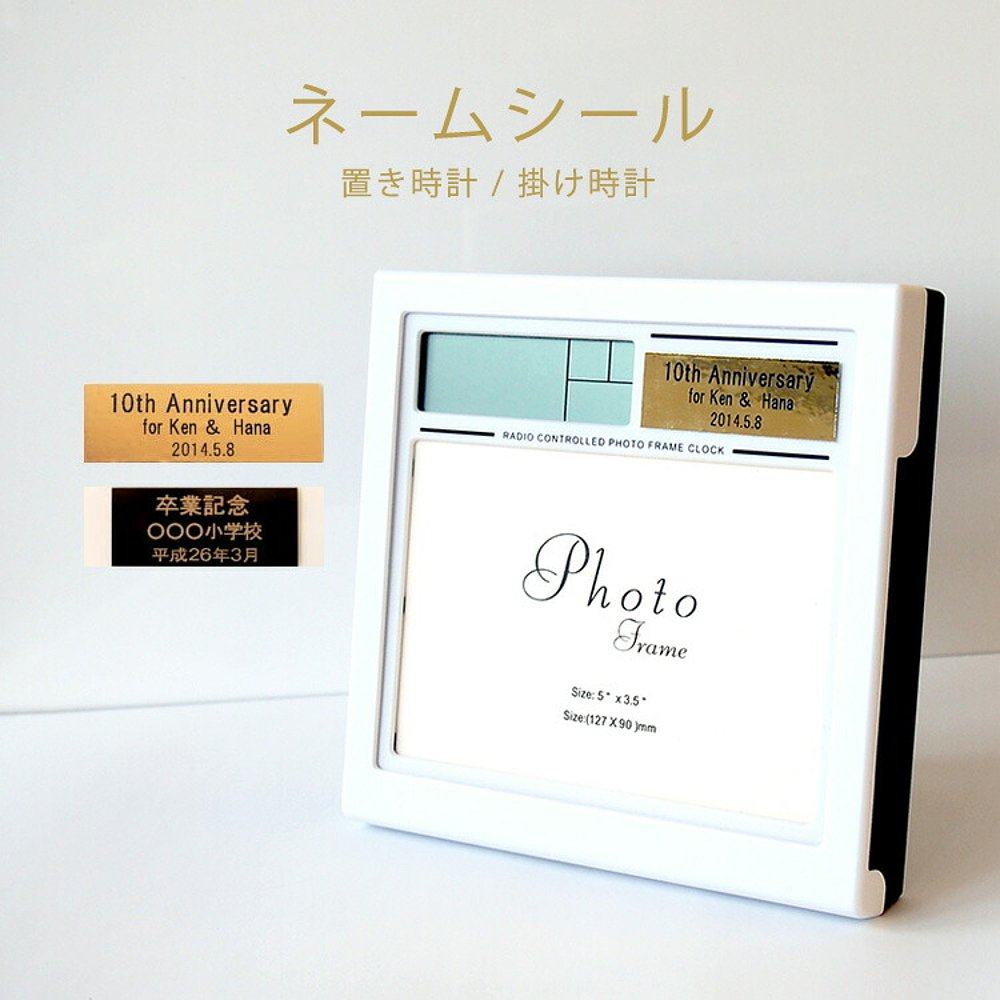 ネームシール
置き時計 / 掛け時計
10th Anniversary
for Ken & Hana
2014.5.8
卒業記念
〇〇〇小学校
平成26年3月
10th Anniversary
for Ken & Hana
2014.5.8
RADIO CONTROLLED PHOTO FRAME CLOCK
Photo
Frame
Size: 5" x 3.5"
Size:(127 X 90 )mm